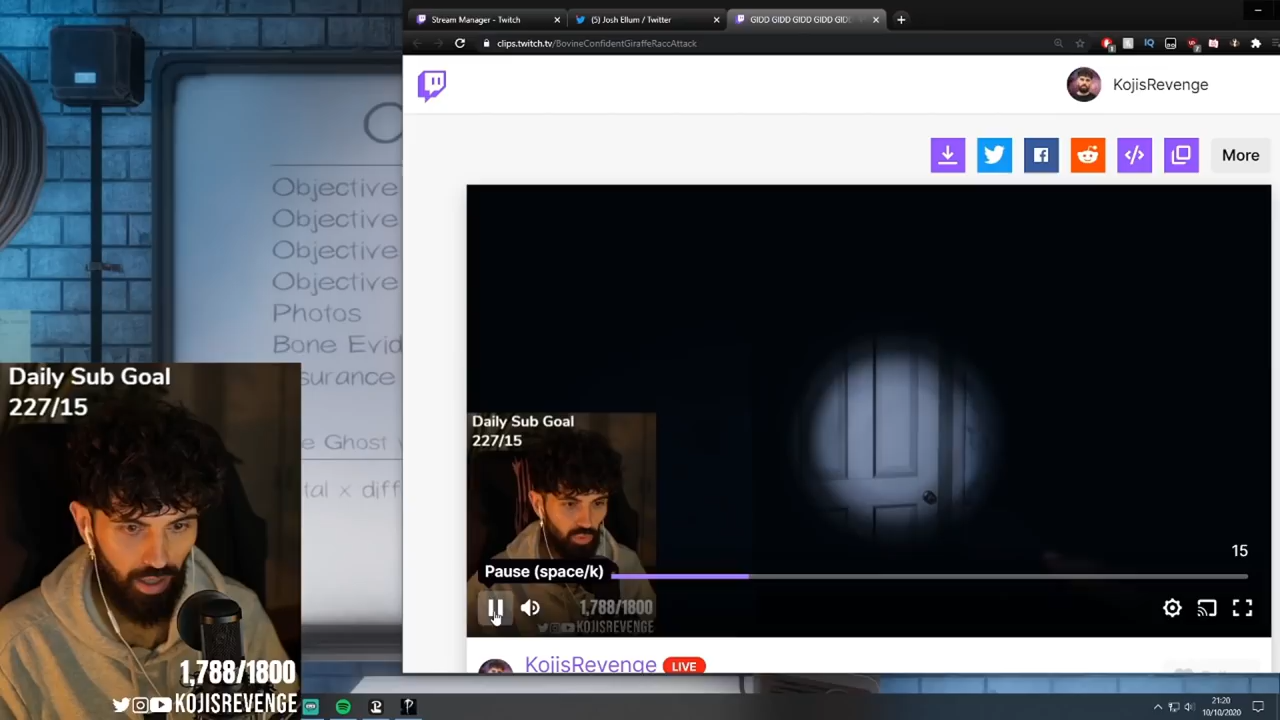 Stream Manager - Twitch
(5) Josh Ellum / Twitter
GIDD GIDD GIDD GIDD GID
clips.twitch.tv/BovineConfidentGiraffeRaccAttack
IQ
KojisRevenge
More
Objective
Objective
Objective
Objective
Photos
Bone Evid
surance
e Ghost
tal x diff
Daily Sub Goal
227/15
Daily Sub Goal
227/15
15
Pause (space/k)
1,788/1800
KOJISREVENGE
KojisRevenge
LIVE
1,788/1800
KOJISREVENGE
21:20
10/10/2020